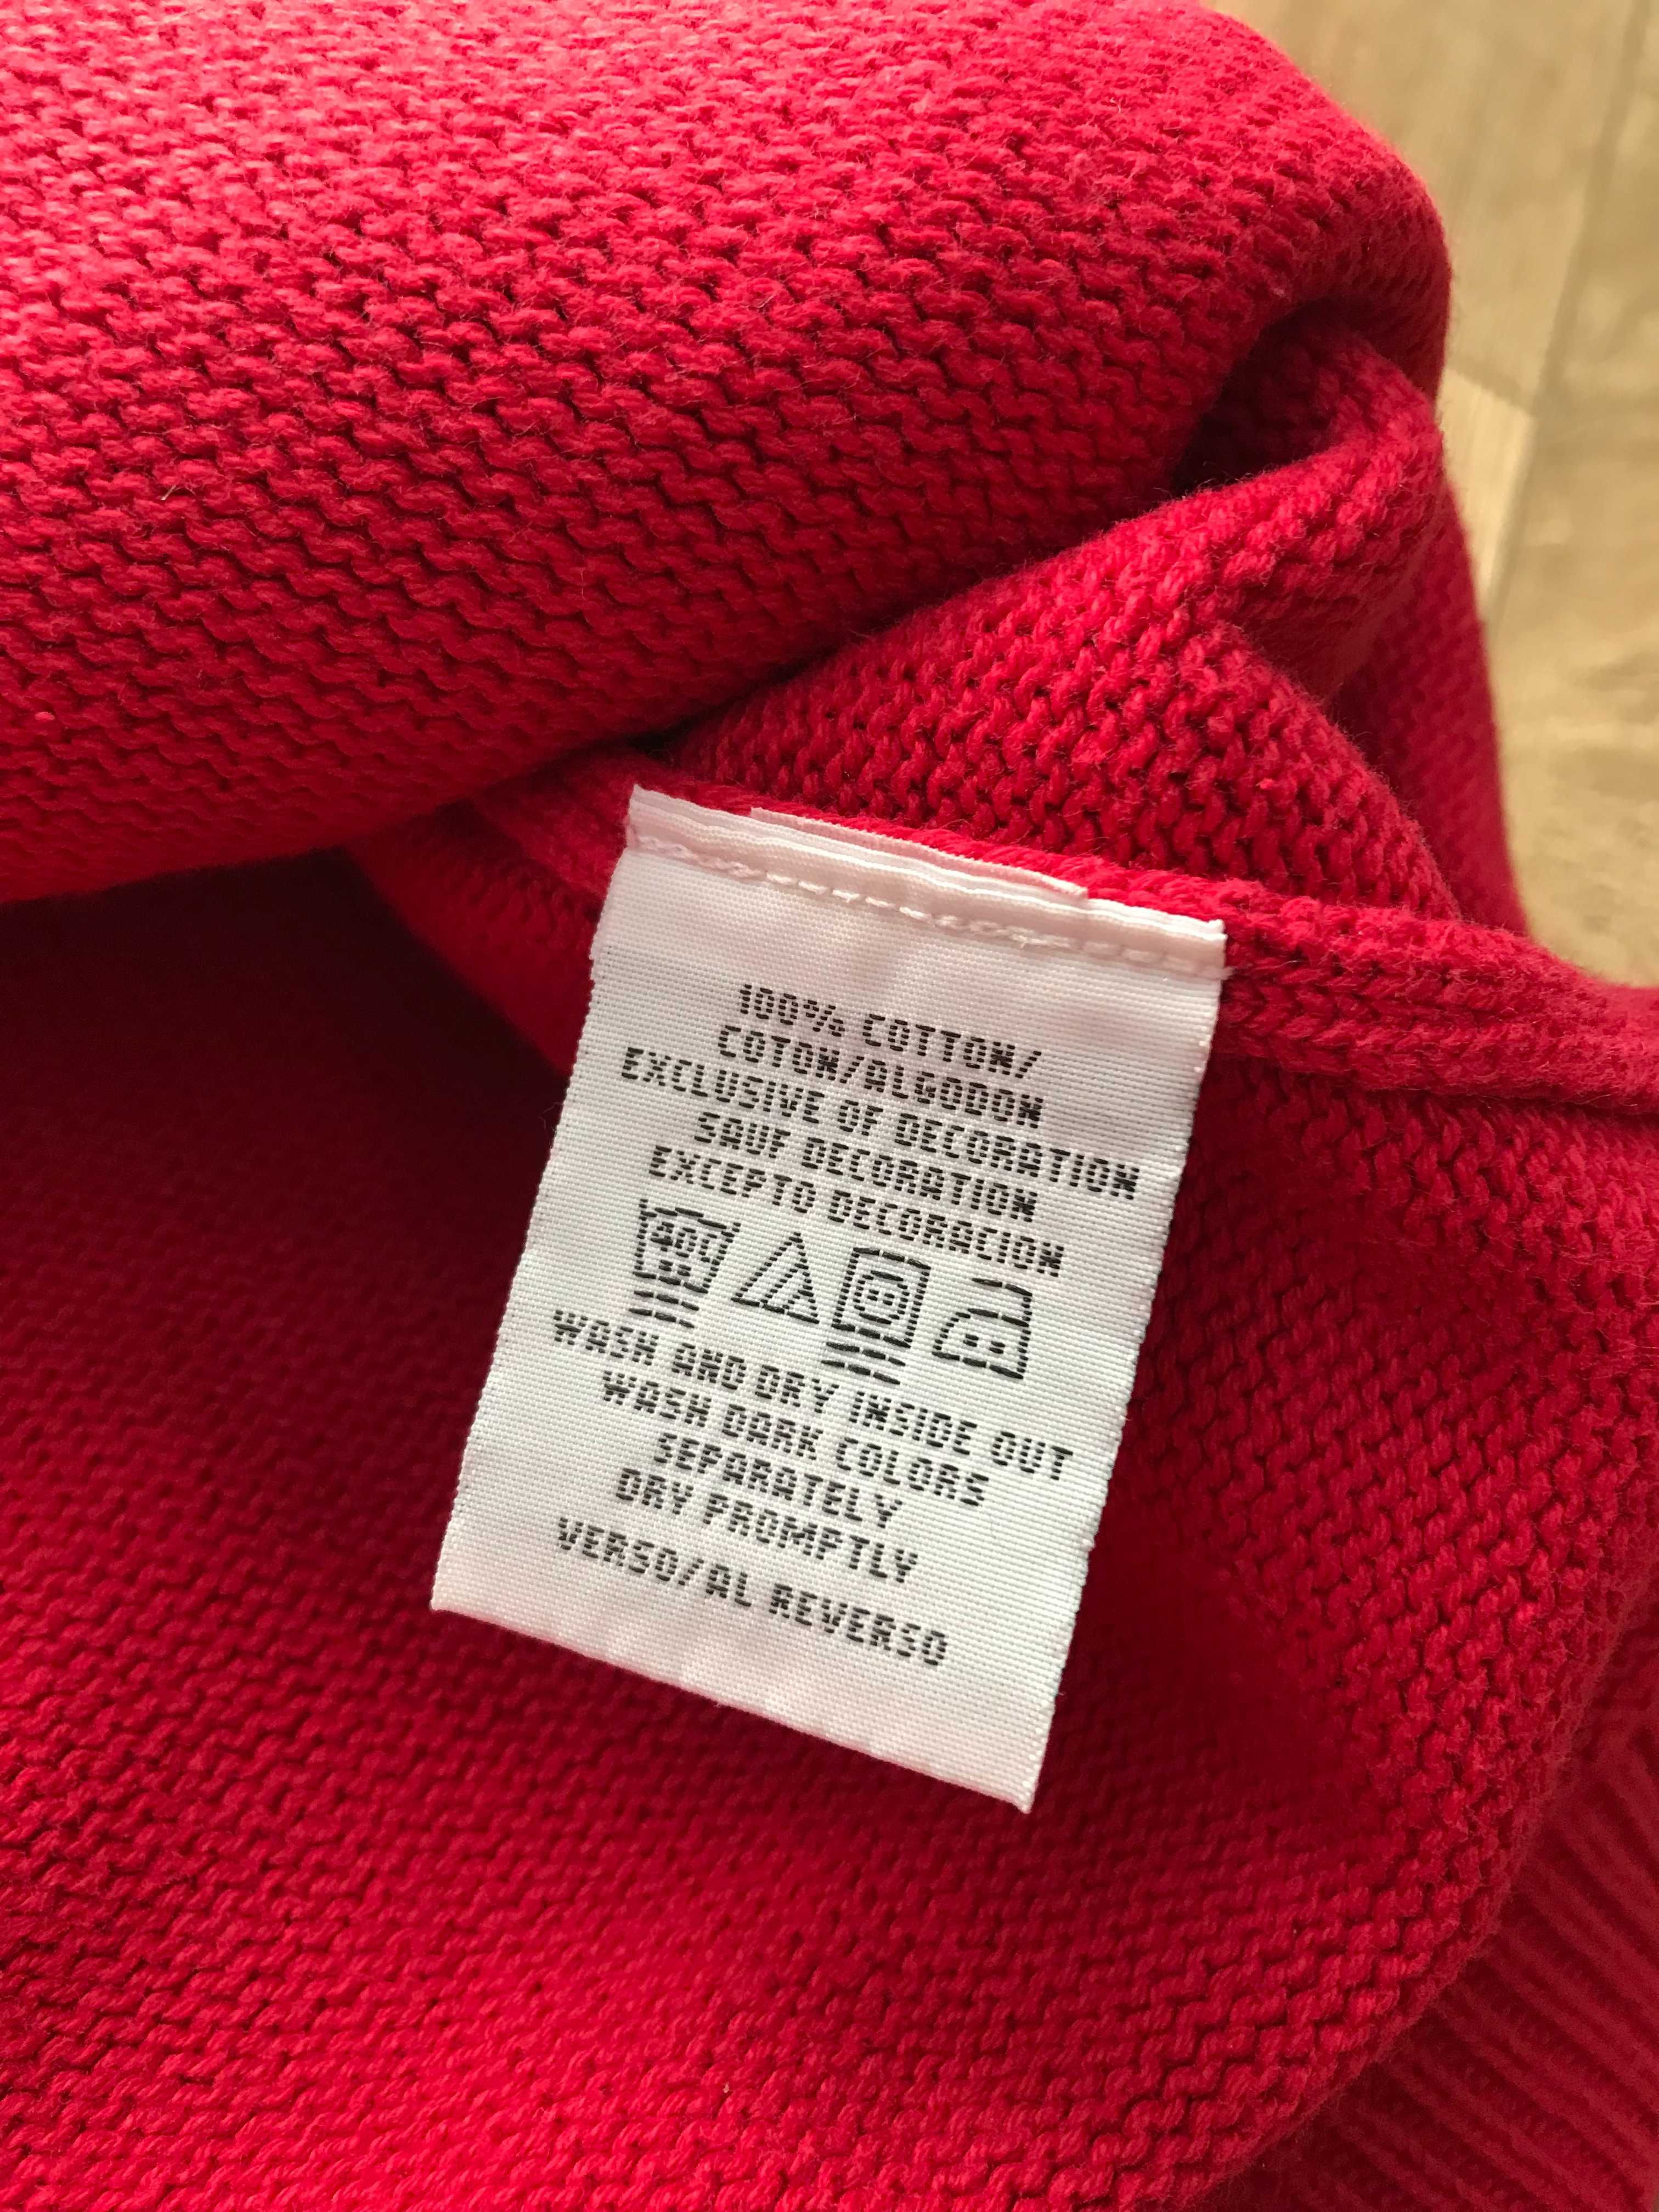 100% COTTON/
COTON/ALGODON
EXCLUSIVE OF DECORATION
SAUF DECORATION
EXCEPTO DECORACION
40C
WASH AND DRY INSIDE OUT
WASH DARK COLORS
SEPARATELY
DRY PROMPTLY
VERSO/AL REVERSO